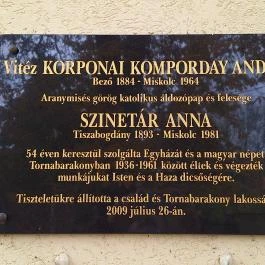 Vitéz KORPONAI KOMPORDAY AND
Bező 1884 - Miskolc 1964
Aranymisés görög katolikus áldozópap és felesége
SZINETÁR ANNA
Tiszabogdány 1893 - Miskolc 1981
54 éven keresztül szolgálta Egyházát és a magyar népet
Tornabarakonyban 1936-1961 között éltek és végezték
munkájukat Isten és a Haza dicsőségére.
Tiszteletükre állította a család és Tornabarakony lakossá
2009 július 26-án.